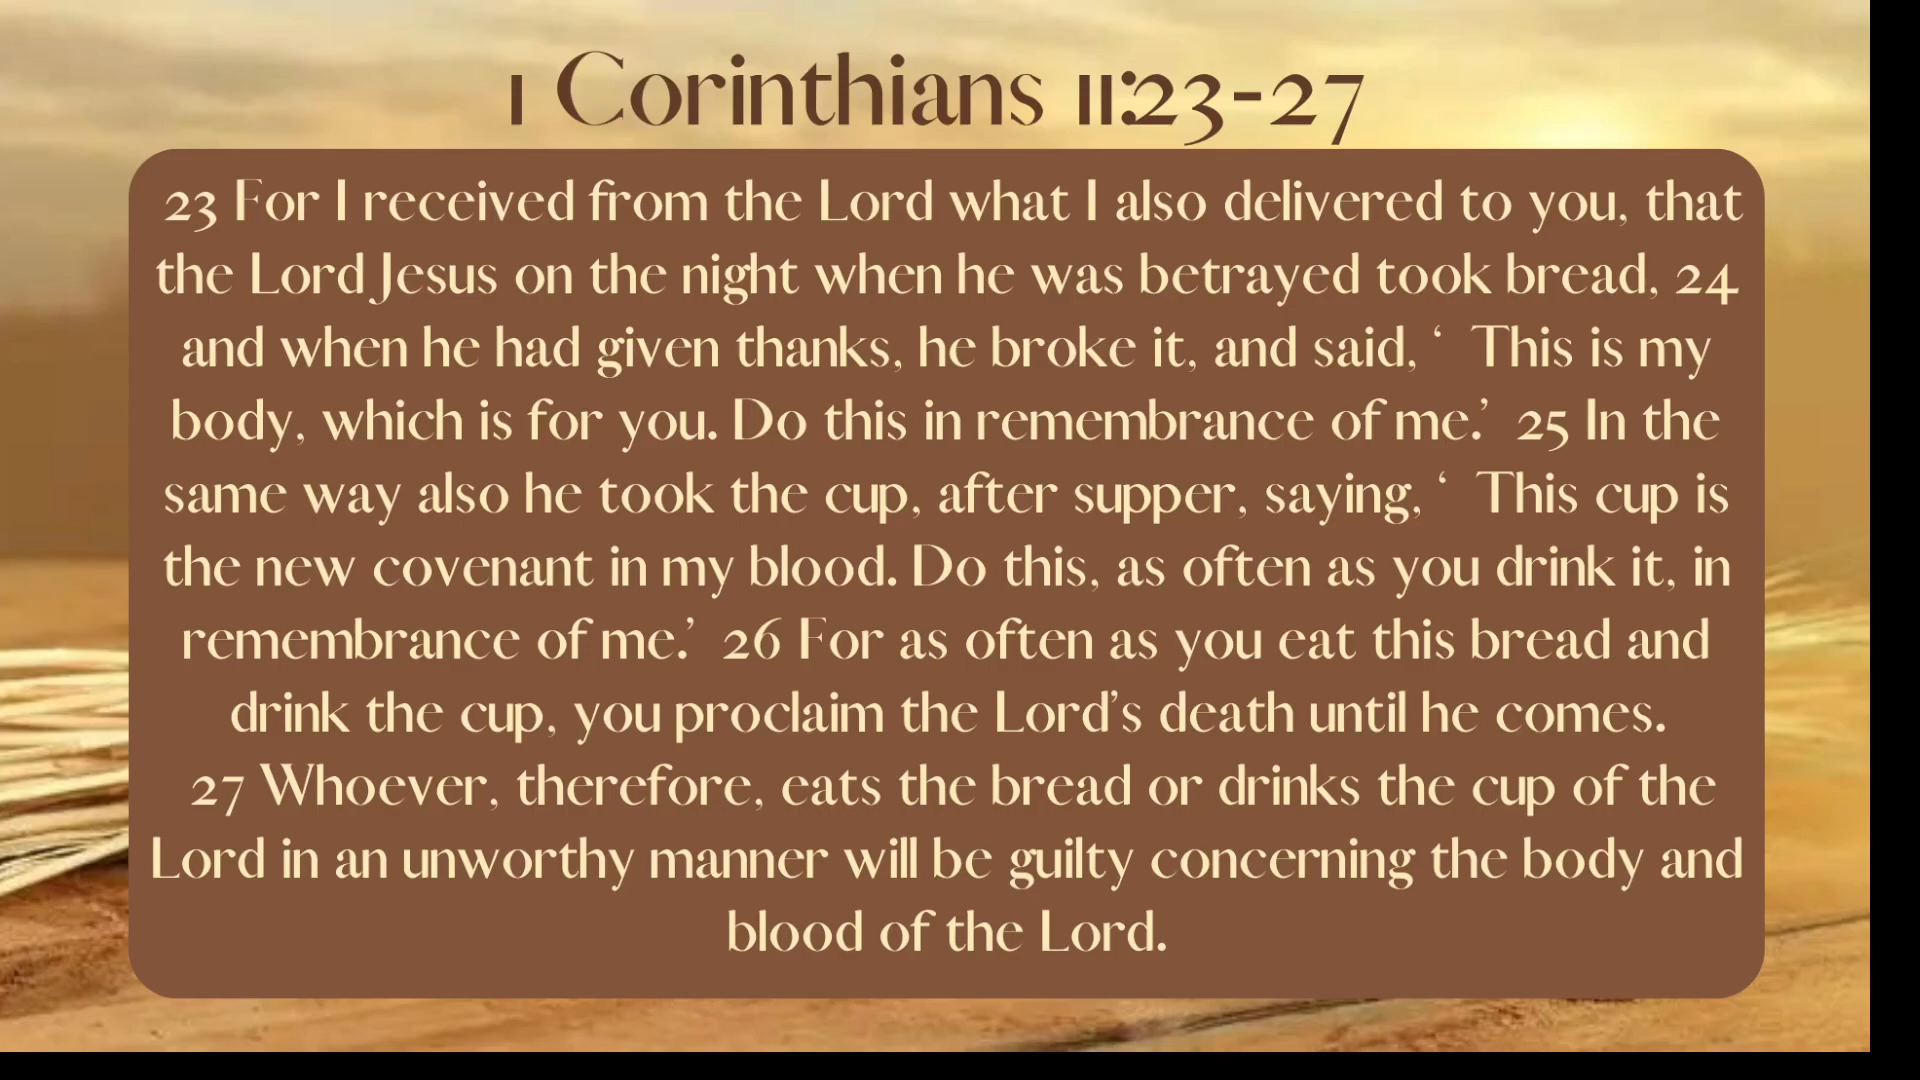 1 Corinthians 11:23-27
23 For I received from the Lord what I also delivered to you, that
the Lord Jesus on the night when he was betrayed took bread, 24
and when he had given thanks, he broke it, and said, ‘ This is my
body, which is for you. Do this in remembrance of me.’ 25 In the
same way also he took the cup, after supper, saying, ‘ This cup is
the new covenant in my blood. Do this, as often as you drink it, in
remembrance of me.’ 26 For as often as you eat this bread and
drink the cup, you proclaim the Lord’s death until he comes.
27 Whoever, therefore, eats the bread or drinks the cup of the
Lord in an unworthy manner will be guilty concerning the body and
blood of the Lord.